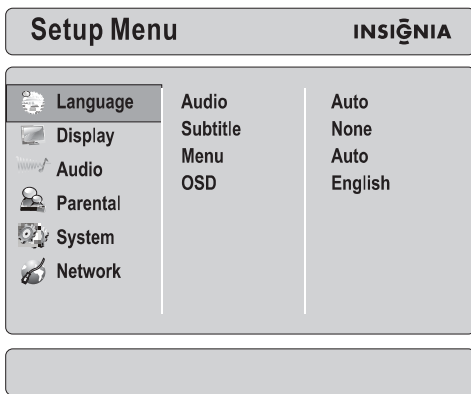 Setup Menu
INSIGNIA
Language
Display
Audio
Parental
System
Network
Audio
Subtitle
Menu
OSD
Auto
None
Auto
English